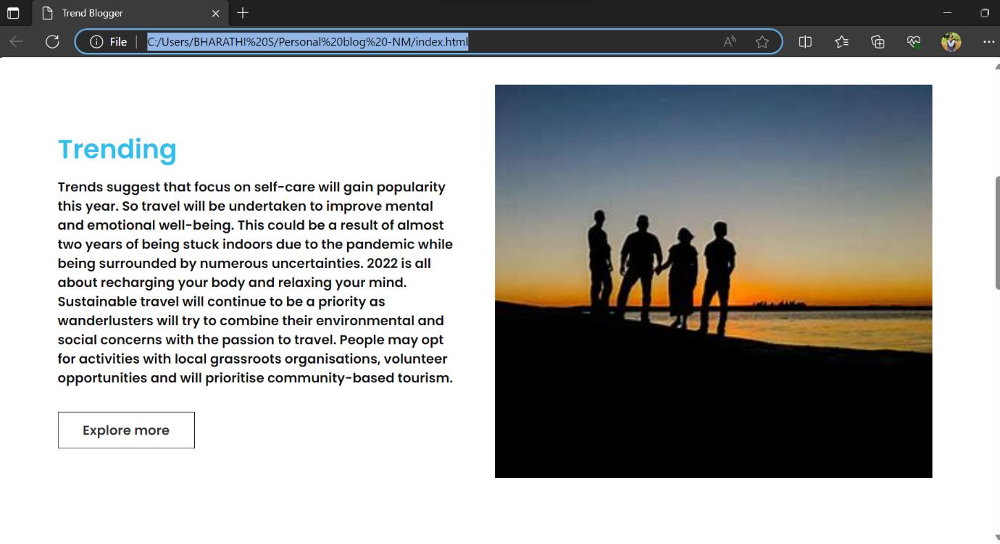 Trend Blogger
File
C:/Users/BHARATHI%20S/Personal%20blog%20-NM/index.html
Trending
Trends suggest that focus on self-care will gain popularity
this year. So travel will be undertaken to improve mental
and emotional well-being. This could be a result of almost
two years of being stuck indoors due to the pandemic while
being surrounded by numerous uncertainties. 2022 is all
about recharging your body and relaxing your mind.
Sustainable travel will continue to be a priority as
wanderlusters will try to combine their environmental and
social concerns with the passion to travel. People may opt
for activities with local grassroots organisations, volunteer
opportunities and will prioritise community-based tourism.
Explore more